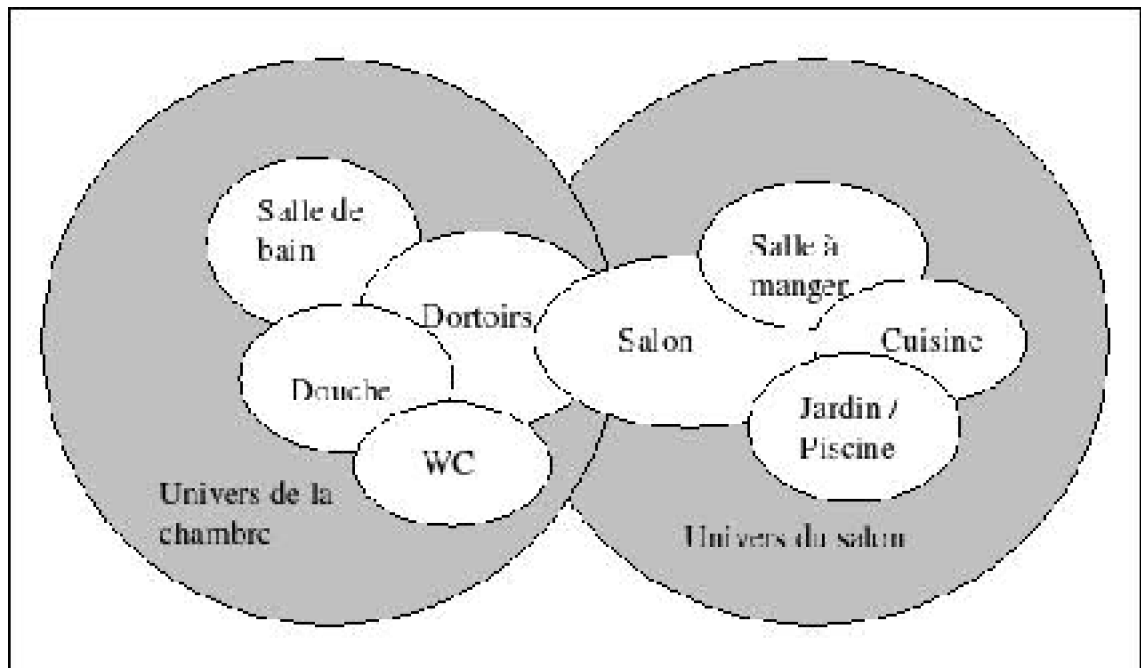 Salle de
bain
Dortoirs
Douche
WC
Univers de la
chambre
Salle à
manger
Salon
Cuisine
Jardin /
Piscine
Univers du salon